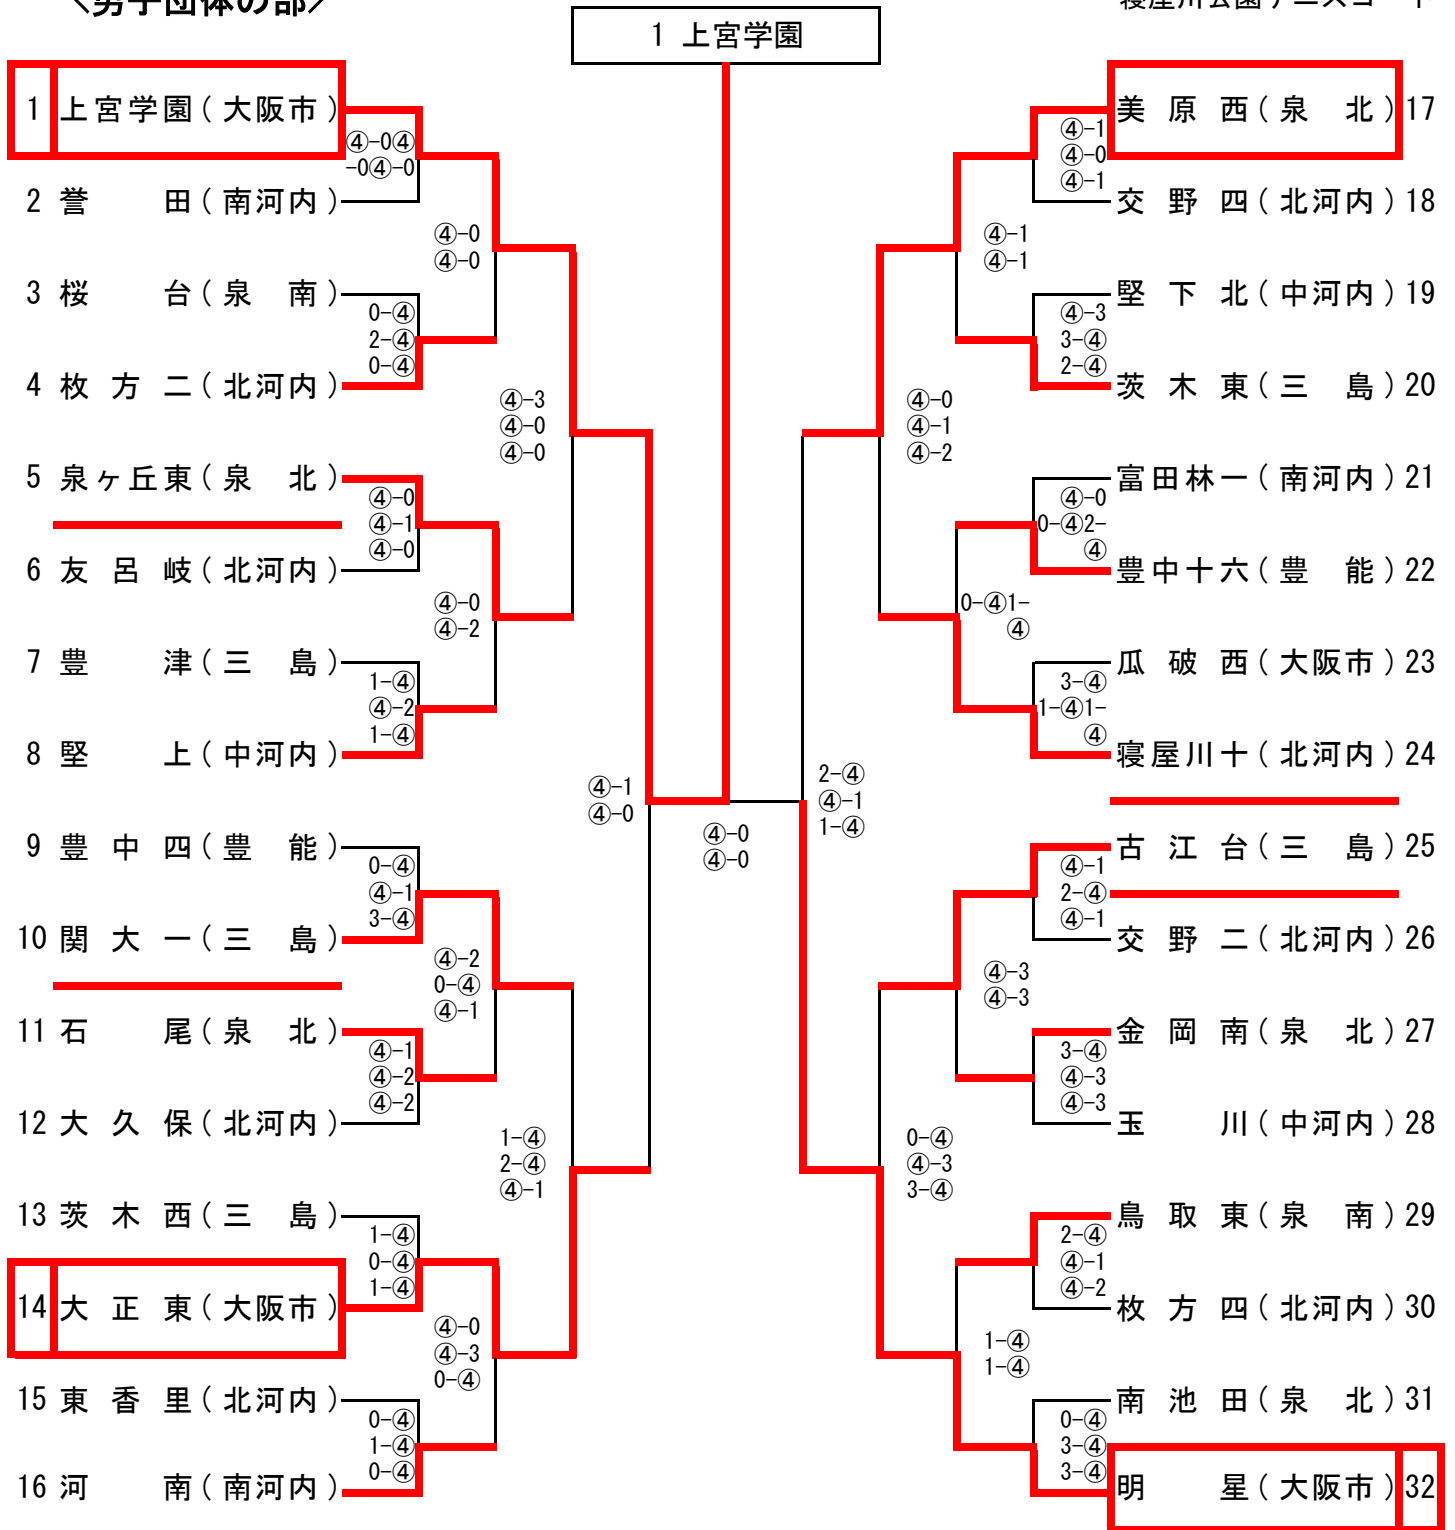 <男子団体の部>
1 上宮学園
1 上宮学園(大阪市)
④-0④
-0④-0
2 誉 田(南河内)
④-0
④-0
3 桜 台(泉 南)
0-④
2-④
0-④
4 枚 方 二(北河内)
④-3
④-0
④-0
5 泉ヶ丘東(泉 北)
④-0
④-1
④-0
6 友 呂 岐(北河内)
④-0
④-2
7 豊 津(三 島)
1-④
④-2
1-④
8 堅 上(中河内)
④-1
④-0
9 豊 中 四(豊 能)
0-④
④-1
3-④
10 関 大 一(三 島)
④-2
0-④
④-1
11 石 尾(泉 北)
④-1
④-2
④-2
12 大 久 保(北河内)
1-④
2-④
④-1
13 茨 木 西(三 島)
1-④
0-④
1-④
14 大 正 東(大阪市)
④-0
④-3
0-④
15 東 香 里(北河内)
0-④
1-④
0-④
16 河 南(南河内)
④-0
④-0
美 原 西(泉 北)17
④-1
④-0
④-1
交 野 四(北河内)18
④-1
④-1
堅 下 北(中河内)19
④-3
3-④
2-④
茨 木 東(三 島)20
④-0
④-1
④-2
富田林一(南河内)21
④-0
0-④2-
④
豊中十六(豊 能)22
0-④1-
④
瓜 破 西(大阪市)23
3-④
1-④1-
④
寝屋川十(北河内)24
2-④
④-1
1-④
古 江 台(三 島)25
④-1
2-④
④-1
交 野 二(北河内)26
④-3
④-3
金 岡 南(泉 北)27
3-④
④-3
④-3
玉 川(中河内)28
0-④
④-3
3-④
鳥 取 東(泉 南)29
2-④
④-1
④-2
枚 方 四(北河内)30
1-④
1-④
南 池 田(泉 北)31
0-④
3-④
3-④
明 星(大阪市)32